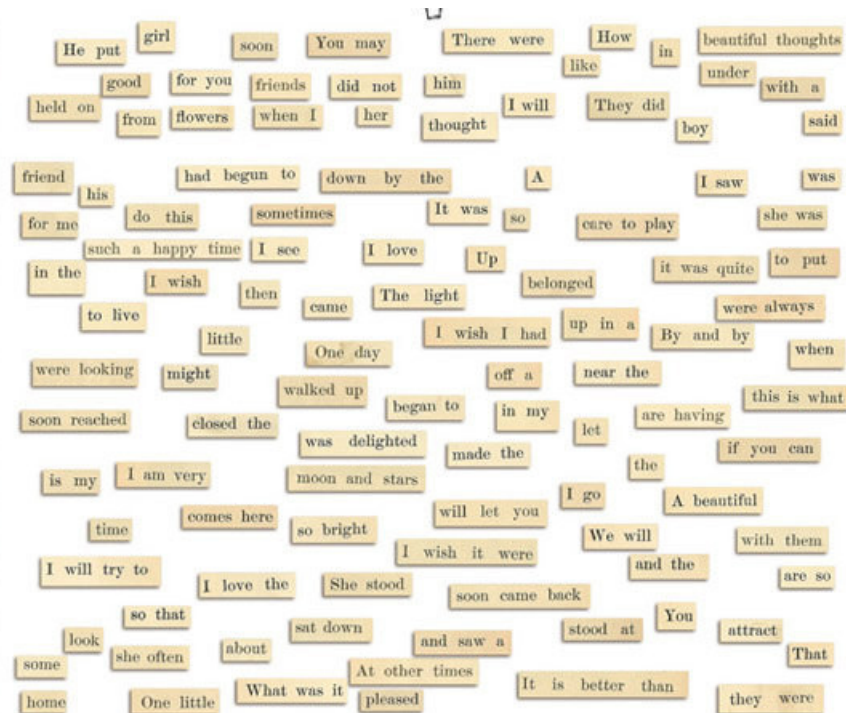 He put girl soon You may There were How in beautiful thoughts
good for you friends did not him like under with a
held on from flowers when I her thought I will They did boy said
friend his had begun to down by the A I saw was
for me do this sometimes It was so care to play she was
such a happy time I see I love Up it was quite to put
in the I wish then came The light belonged were always
to live little One day I wish I had up in a By and by when
were looking might walked up off a near the this is what
soon reached closed the began to in my let are having
was delighted made the the if you can
is my I am very moon and stars I go A beautiful
time comes here so bright will let you We will with them
I will try to I love the She stood I wish it were and the are so
so that sat down soon came back stood at You attract
look she often about and saw a That
some At other times It is better than
home One little What was it pleased they were